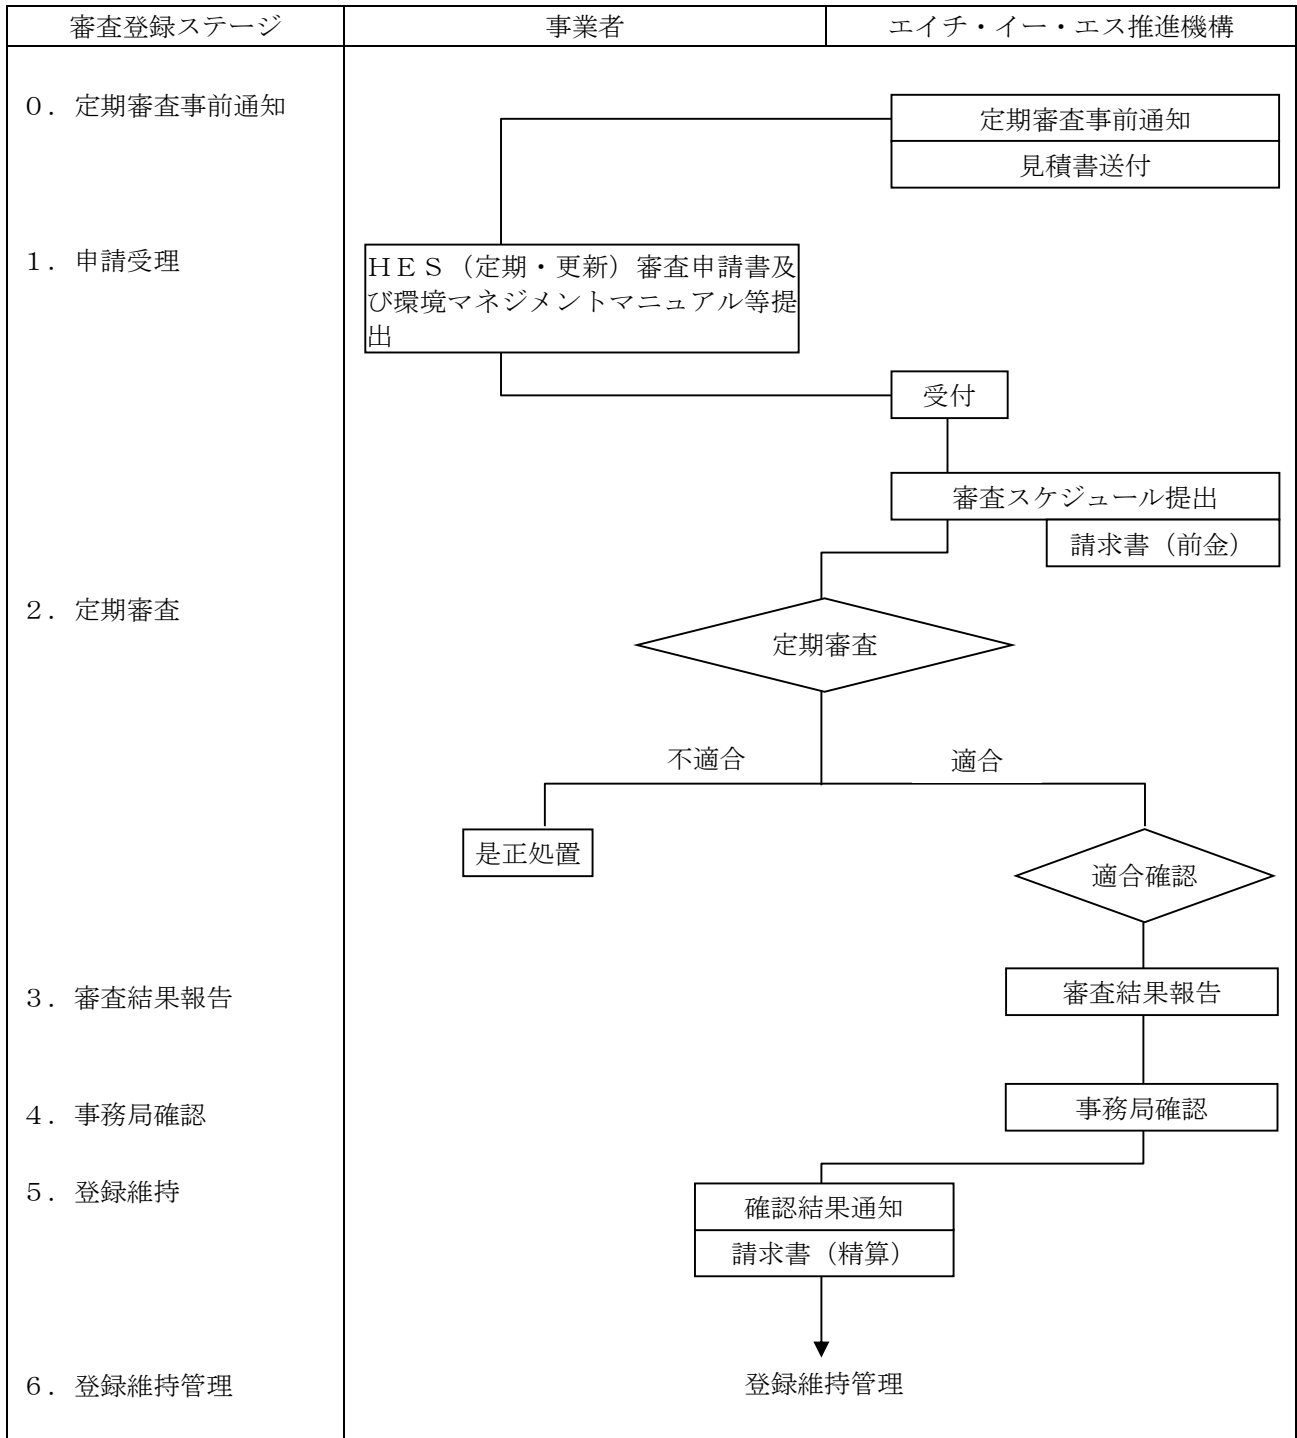 審査登録ステージ
事業者
エイチ・イー・エス推進機構
０．定期審査事前通知
定期審査事前通知
見積書送付
１．申請受理
ＨＥＳ（定期・更新）審査申請書及
び環境マネジメントマニュアル等提
出
受付
審査スケジュール提出
請求書（前金）
２．定期審査
定期審査
不適合
適合
是正処置
適合確認
３．審査結果報告
審査結果報告
４．事務局確認
事務局確認
５．登録維持
確認結果通知
請求書（精算）
６．登録維持管理
登録維持管理